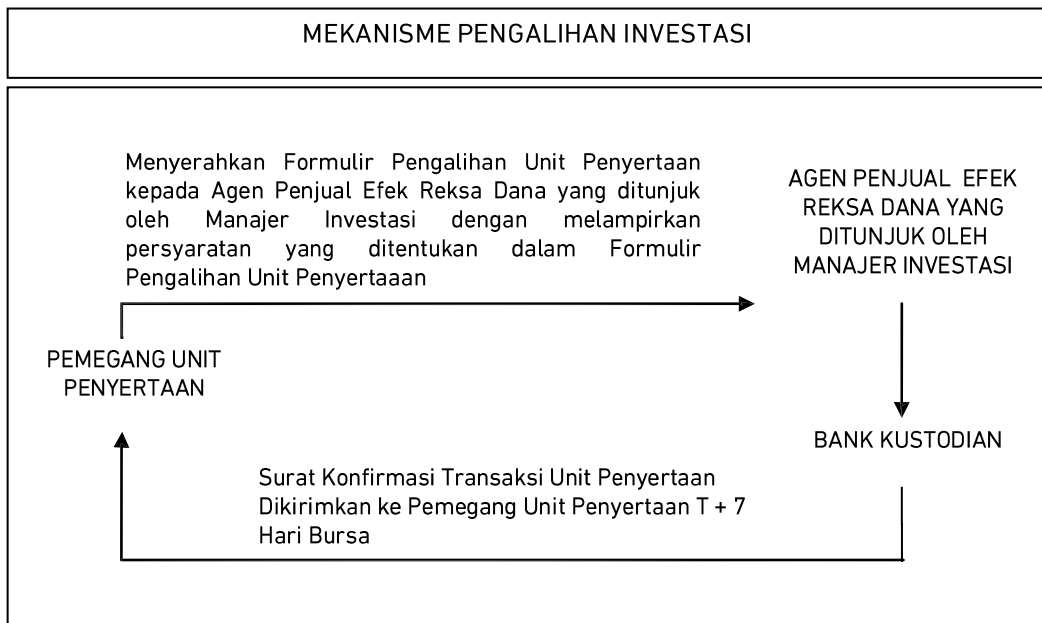 MEKANISME PENGALIHAN INVESTASI
Menyerahkan Formulir Pengalihan Unit Penyertaan
kepada Agen Penjual Efek Reksa Dana yang ditunjuk
oleh Manajer Investasi dengan melampirkan
persyaratan yang ditentukan dalam Formulir
Pengalihan Unit Penyertaaan
AGEN PENJUAL EFEK
REKSA DANA YANG
DITUNJUK OLEH
MANAJER INVESTASI
PEMEGANG UNIT
PENYERTAAN
BANK KUSTODIAN
Surat Konfirmasi Transaksi Unit Penyertaan
Dikirimkan ke Pemegang Unit Penyertaan T + 7
Hari Bursa